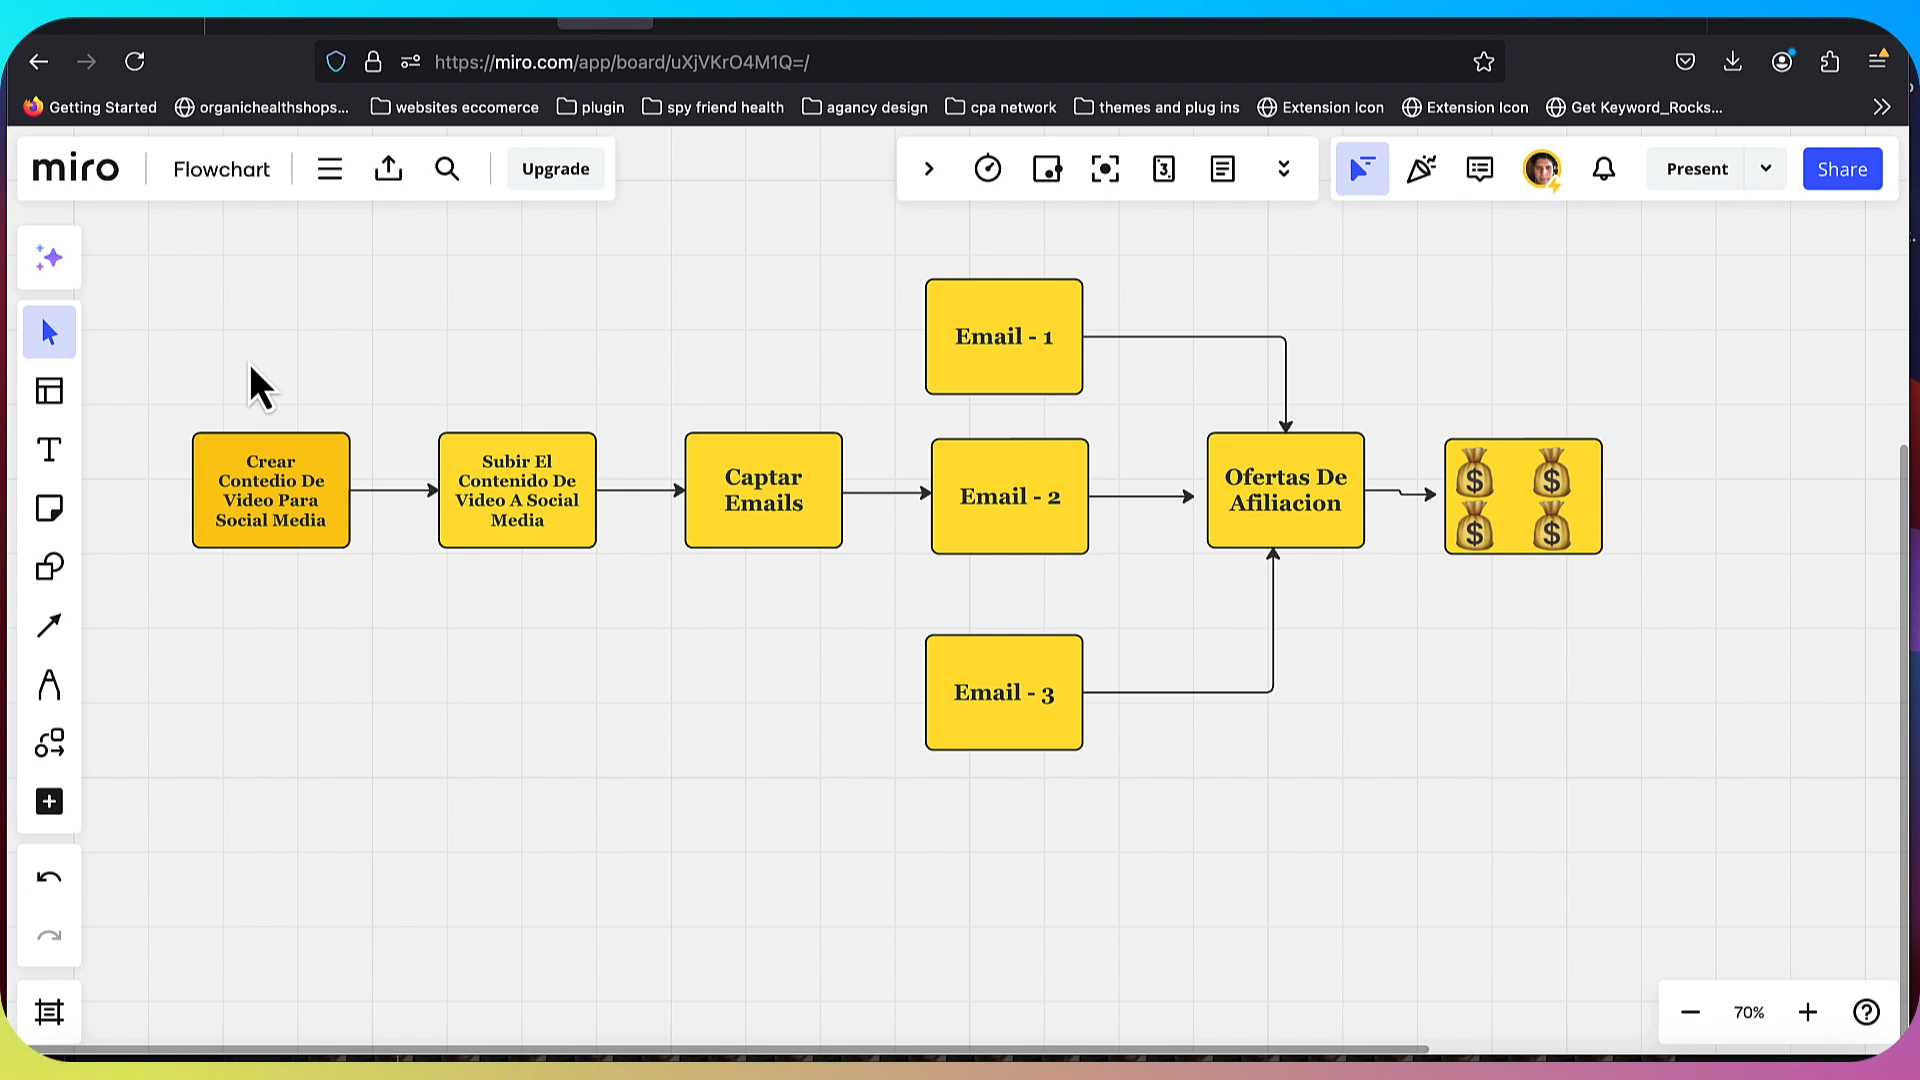 https://miro.com/app/board/uXjVKrO4M1Q=/
Getting Started
organichealthshops...
websites eccomerce
plugin
spy friend health
agancy design
cpa network
themes and plug ins
Extension Icon
Extension Icon
Get Keyword_Rocks...
miro
Flowchart
Upgrade
3
Present
Share
Email - 1
Crear
Contedio De
Video Para
Social Media
Subir El
Contenido De
Video A Social
Media
Captar
Emails
Email - 2
Ofertas De
Afiliacion
$ $
$ $
Email - 3
70%